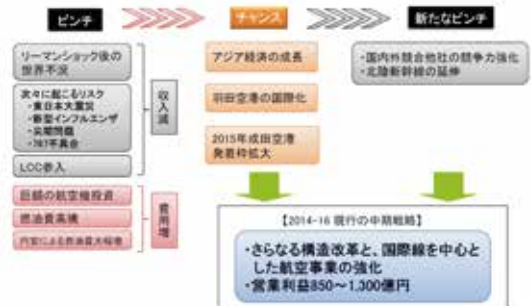 ピンチ
チャンス
新たなピンチ
リーマンショック後の
世界不況
次々に起こるリスク
・東日本大震災
・新型インフルエンザ
・尖閣問題
・787不具合
LCC参入
収入減
巨額の航空機投資
燃油費高騰
円安による燃油費大幅増
費用増
アジア経済の成長
羽田空港の国際化
2015年成田空港
発着枠拡大
・国内外競合他社の競争力強化
・北陸新幹線の延伸
【2014-16 現行の中期戦略】
・さらなる構造改革と、国際線を中心と
した航空事業の強化
・営業利益850～1,300億円